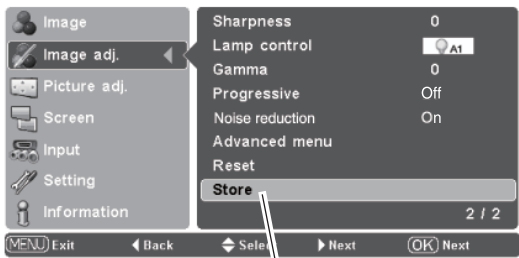 Image
Image adj.
Picture adj.
Screen
Input
Setting
Information
Sharpness 0
Lamp control A1
Gamma 0
Progressive Off
Noise reduction On
Advanced menu
Reset
Store
2 / 2
MENU Exit Back Next OK Next